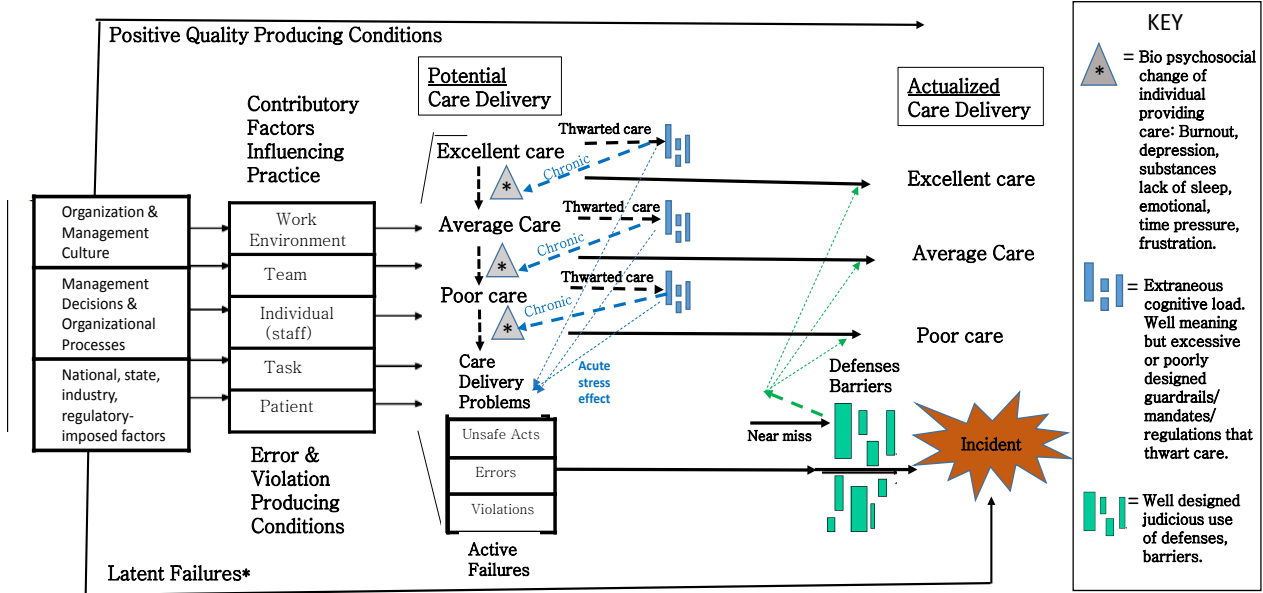 Positive Quality Producing Conditions
Potential
Care Delivery
Actualized
Care Delivery
Contributory
Factors
Influencing
Practice
Organization &
Management
Culture
Management
Decisions &
Organizational
Processes
National, state,
industry,
regulatory-
imposed factors
Work
Environment
Team
Individual
(staff)
Task
Patient
Error &
Violation
Producing
Conditions
Latent Failures*
Excellent care
Thwarted care
Chronic
*
Average Care
Thwarted care
Chronic
*
Poor care
Thwarted care
Chronic
*
Care
Delivery
Problems
Acute
stress
effect
Unsafe Acts
Errors
Violations
Active
Failures
Excellent care
Average Care
Poor care
Defenses
Barriers
Near miss
Incident
KEY
*
= Bio psychosocial
change of
individual
providing
care: Burnout,
depression,
substances
lack of sleep,
emotional,
time pressure,
frustration.
= Extraneous
cognitive load.
Well meaning
but excessive
or poorly
designed
guardrails/
mandates/
regulations that
thwart care.
= Well designed
judicious use
of defenses,
barriers.